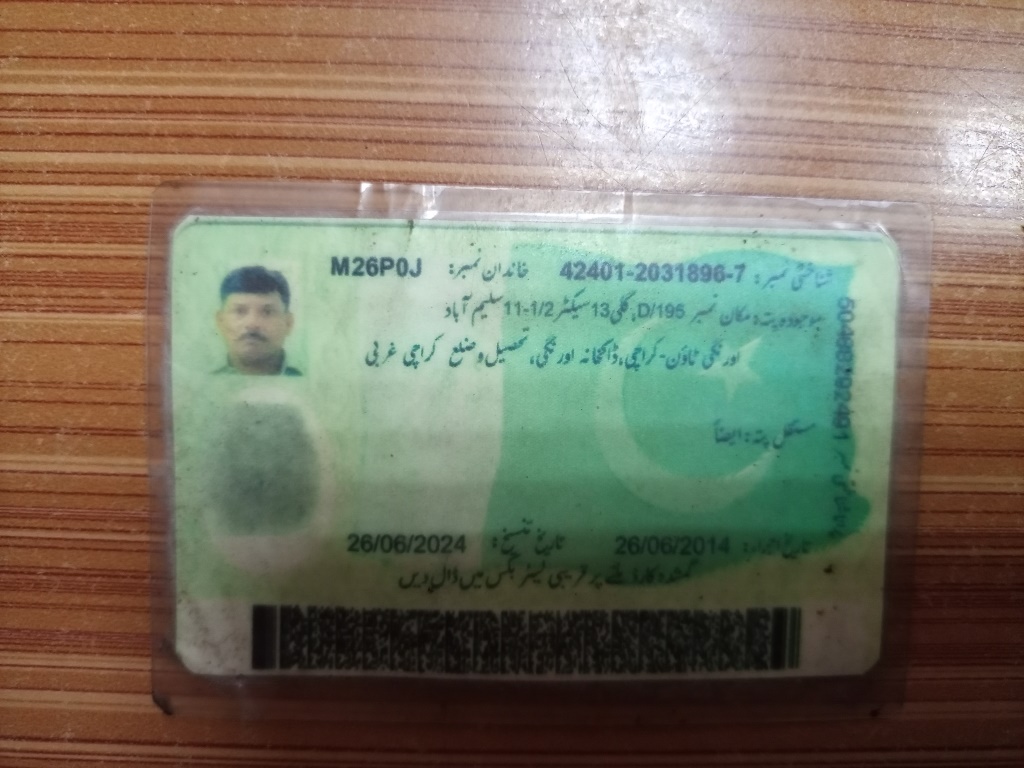 شناختی نمبر: 42401-2031896-7 خاندان نمبر: M26P0J
موجودہ پتہ: مکان نمبر D/195، گلی 13 سیکٹر 11-1/2 سلیم آباد
اورنگی ٹاؤن-کراچی، ڈاکخانہ اورنگی، تحصیل و ضلع کراچی غربی
مستقل پتہ: ایضاً
تاریخ اجراء: 26/06/2014 تاریخ تنسیخ: 26/06/2024
گمشدہ کارڈ ملنے پر قریبی لیٹر بکس میں ڈال دیں